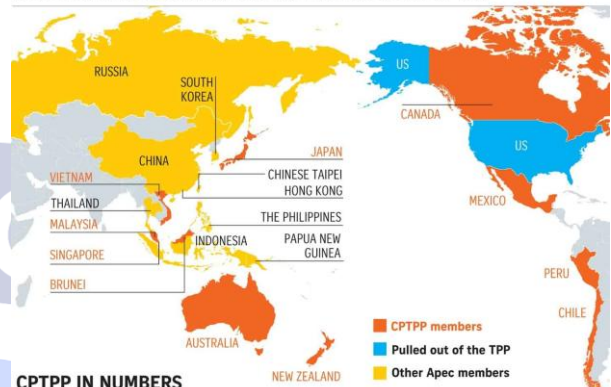 RUSSIA
US
SOUTH
KOREA
CANADA
CHINA
JAPAN
US
VIETNAM
CHINESE TAIPEI
THAILAND
HONG KONG
MEXICO
MALAYSIA
THE PHILIPPINES
INDONESIA
PAPUA NEW
GUINEA
SINGAPORE
PERU
BRUNEI
CHILE
AUSTRALIA
CPTPP members
Pulled out of the TPP
Other Apec members
NEW ZEALAND
CPTPP IN NUMBERS